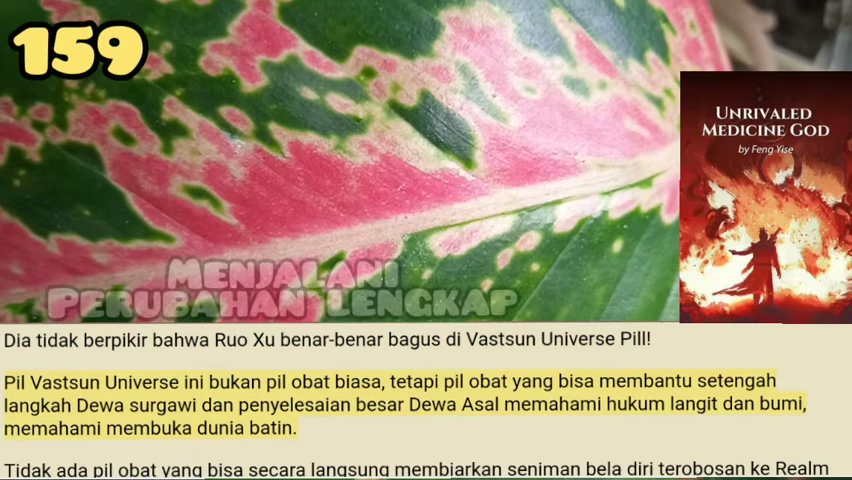 159
UNRIVALED
MEDICINE GOD
by Feng Yise
MENJALANI
PERUBAHAN LENGKAP
Dia tidak berpikir bahwa Ruo Xu benar-benar bagus di Vastsun Universe Pill!
Pil Vastsun Universe ini bukan pil obat biasa, tetapi pil obat yang bisa membantu setengah
langkah Dewa surgawi dan penyelesaian besar Dewa Asal memahami hukum langit dan bumi,
memahami membuka dunia batin.
Tidak ada pil obat yang bisa secara langsung membiarkan seniman bela diri terobosan ke Realm